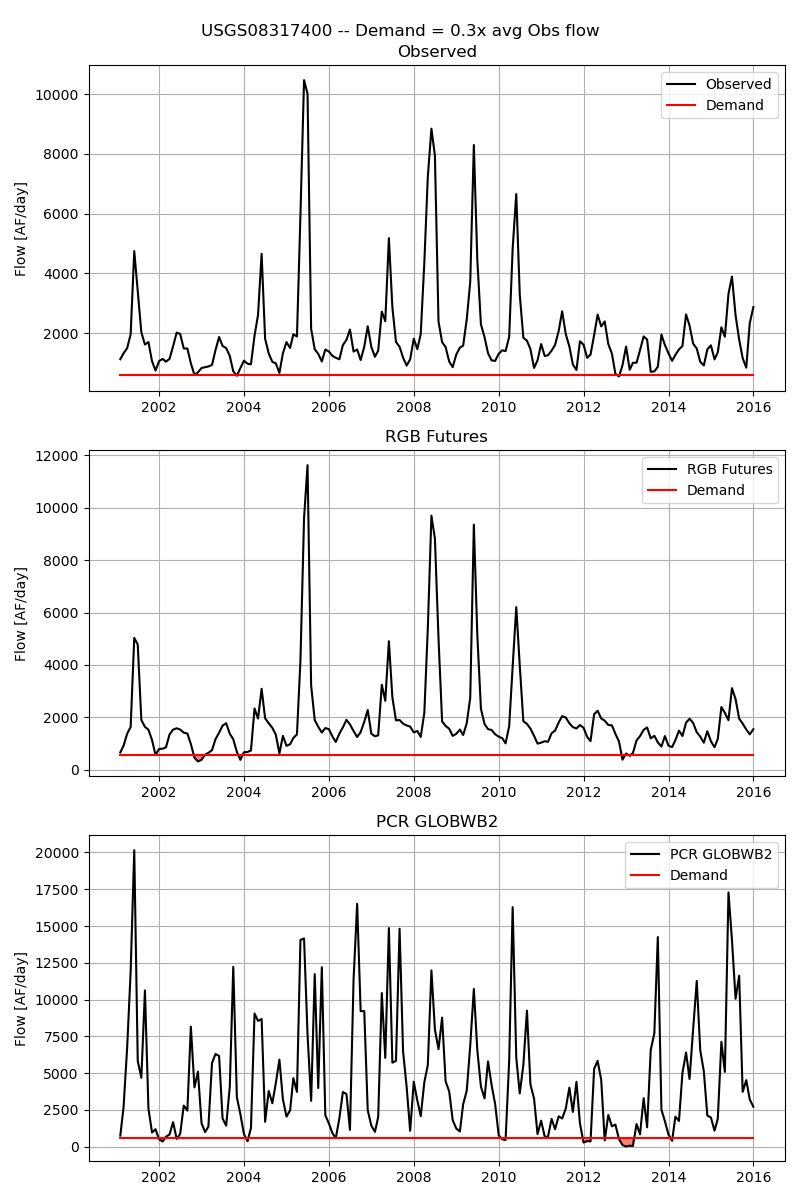 USGS08317400 -- Demand = 0.3x avg Obs flow
Observed
Flow [AF/day]
10000
8000
6000
4000
2000
Observed
Demand
2002 2004 2006 2008 2010 2012 2014 2016
RGB Futures
Flow [AF/day]
12000
10000
8000
6000
4000
2000
0
RGB Futures
Demand
2002 2004 2006 2008 2010 2012 2014 2016
PCR GLOBWB2
Flow [AF/day]
20000
17500
15000
12500
10000
7500
5000
2500
0
PCR GLOBWB2
Demand
2002 2004 2006 2008 2010 2012 2014 2016